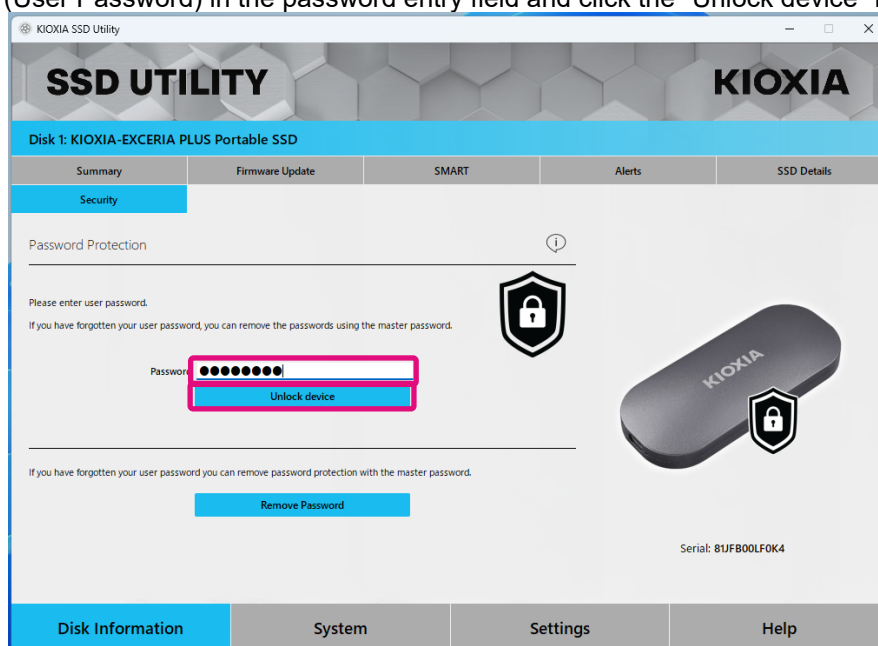 (User Password) in the password entry field and click the "Unlock device"
KIOXIA SSD Utility
SSD UTILITY
KIOXIA
Disk 1: KIOXIA-EXCERIA PLUS Portable SSD
Summary
Firmware Update
SMART
Alerts
SSD Details
Security
Password Protection
Please enter user password.
If you have forgotten your user password, you can remove the passwords using the master password.
Passwor
Unlock device
KIOXIA
If you have forgotten your user password you can remove password protection with the master password.
Remove Password
Serial: 81JFB00LF0K4
Disk Information
System
Settings
Help